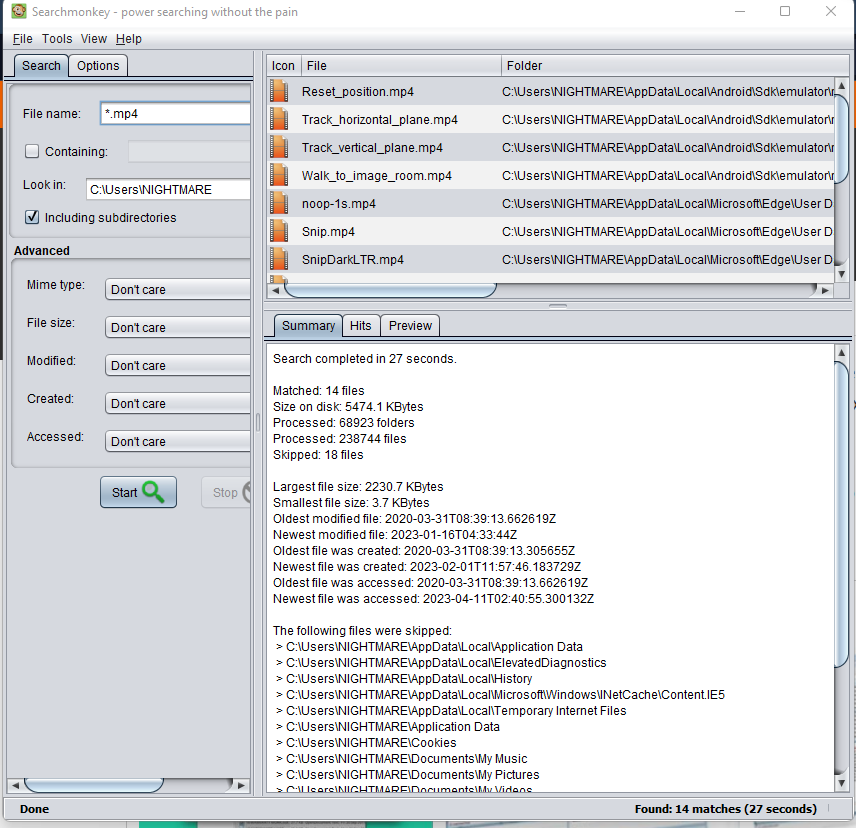 Searchmonkey - power searching without the pain
File Tools View Help
Search Options
File name: *.mp4
Containing:
Look in: C:\Users\NIGHTMARE
Including subdirectories
Advanced
Mime type: Don't care
File size: Don't care
Modified: Don't care
Created: Don't care
Accessed: Don't care
Start Stop
Icon File Folder
Reset_position.mp4 C:\Users\NIGHTMARE\AppData\Local\Android\Sdk\emulator\r
Track_horizontal_plane.mp4 C:\Users\NIGHTMARE\AppData\Local\Android\Sdk\emulator\r
Track_vertical_plane.mp4 C:\Users\NIGHTMARE\AppData\Local\Android\Sdk\emulator\r
Walk_to_image_room.mp4 C:\Users\NIGHTMARE\AppData\Local\Android\Sdk\emulator\r
noop-1s.mp4 C:\Users\NIGHTMARE\AppData\Local\Microsoft\Edge\User D
Snip.mp4 C:\Users\NIGHTMARE\AppData\Local\Microsoft\Edge\User D
SnipDarkLTR.mp4 C:\Users\NIGHTMARE\AppData\Local\Microsoft\Edge\User D
Summary Hits Preview
Search completed in 27 seconds.
Matched: 14 files
Size on disk: 5474.1 KBytes
Processed: 68923 folders
Processed: 238744 files
Skipped: 18 files
Largest file size: 2230.7 KBytes
Smallest file size: 3.7 KBytes
Oldest modified file: 2020-03-31T08:39:13.662619Z
Newest modified file: 2023-01-16T04:33:44Z
Oldest file was created: 2020-03-31T08:39:13.305655Z
Newest file was created: 2023-02-01T11:57:46.183729Z
Oldest file was accessed: 2020-03-31T08:39:13.662619Z
Newest file was accessed: 2023-04-11T02:40:55.300132Z
The following files were skipped:
> C:\Users\NIGHTMARE\AppData\Local\Application Data
> C:\Users\NIGHTMARE\AppData\Local\ElevatedDiagnostics
> C:\Users\NIGHTMARE\AppData\Local\History
> C:\Users\NIGHTMARE\AppData\Local\Microsoft\Windows\INetCache\Content.IE5
> C:\Users\NIGHTMARE\AppData\Local\Temporary Internet Files
> C:\Users\NIGHTMARE\Application Data
> C:\Users\NIGHTMARE\Cookies
> C:\Users\NIGHTMARE\Documents\My Music
> C:\Users\NIGHTMARE\Documents\My Pictures
> C:\Users\NIGHTMARE\Documents\My Videos
Done Found: 14 matches (27 seconds)